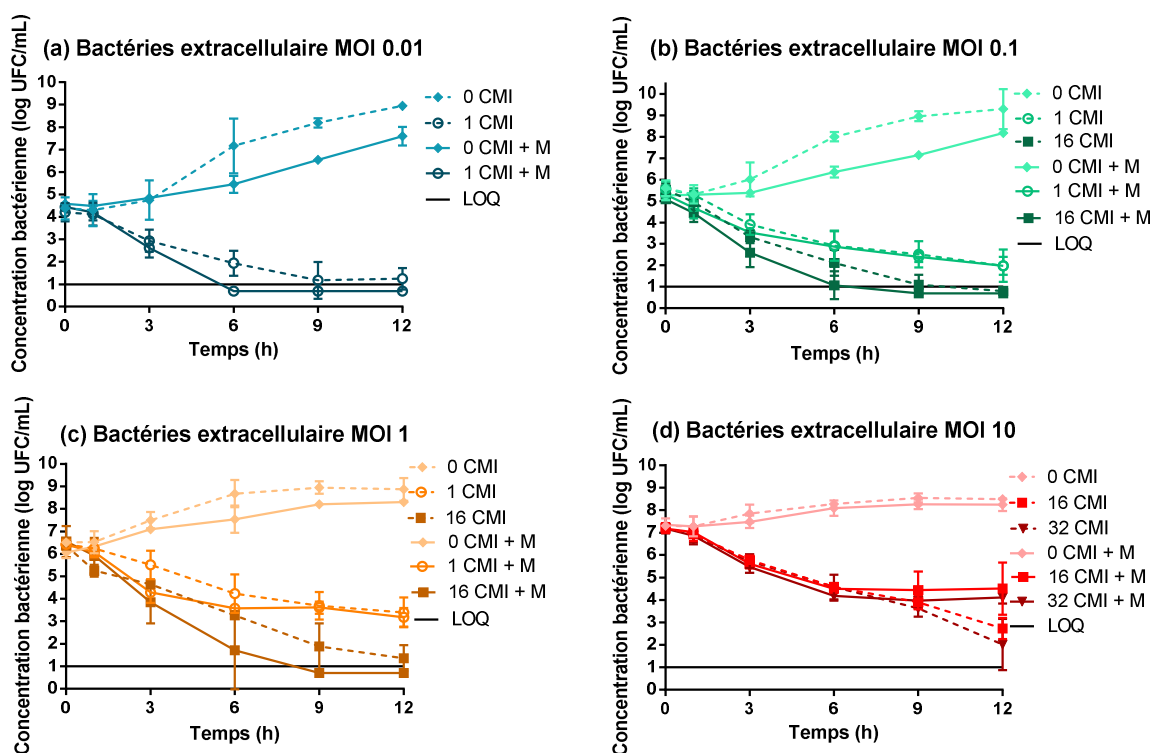 (a) Bactéries extracellulaire MOI 0.01
Concentration bactérienne (log UFC/mL)
10
9
8
7
6
5
4
3
2
1
0
0 3 6 9 12
Temps (h)
0 CMI
1 CMI
0 CMI + M
1 CMI + M
LOQ
(b) Bactéries extracellulaire MOI 0.1
Concentration bactérienne (log UFC/mL)
10
9
8
7
6
5
4
3
2
1
0
0 3 6 9 12
Temps (h)
0 CMI
1 CMI
16 CMI
0 CMI + M
1 CMI + M
16 CMI + M
LOQ
(c) Bactéries extracellulaire MOI 1
Concentration bactérienne (log UFC/mL)
10
9
8
7
6
5
4
3
2
1
0
0 3 6 9 12
Temps (h)
0 CMI
1 CMI
16 CMI
0 CMI + M
1 CMI + M
16 CMI + M
LOQ
(d) Bactéries extracellulaire MOI 10
Concentration bactérienne (log UFC/mL)
10
9
8
7
6
5
4
3
2
1
0
0 3 6 9 12
Temps (h)
0 CMI
16 CMI
32 CMI
0 CMI + M
16 CMI + M
32 CMI + M
LOQ